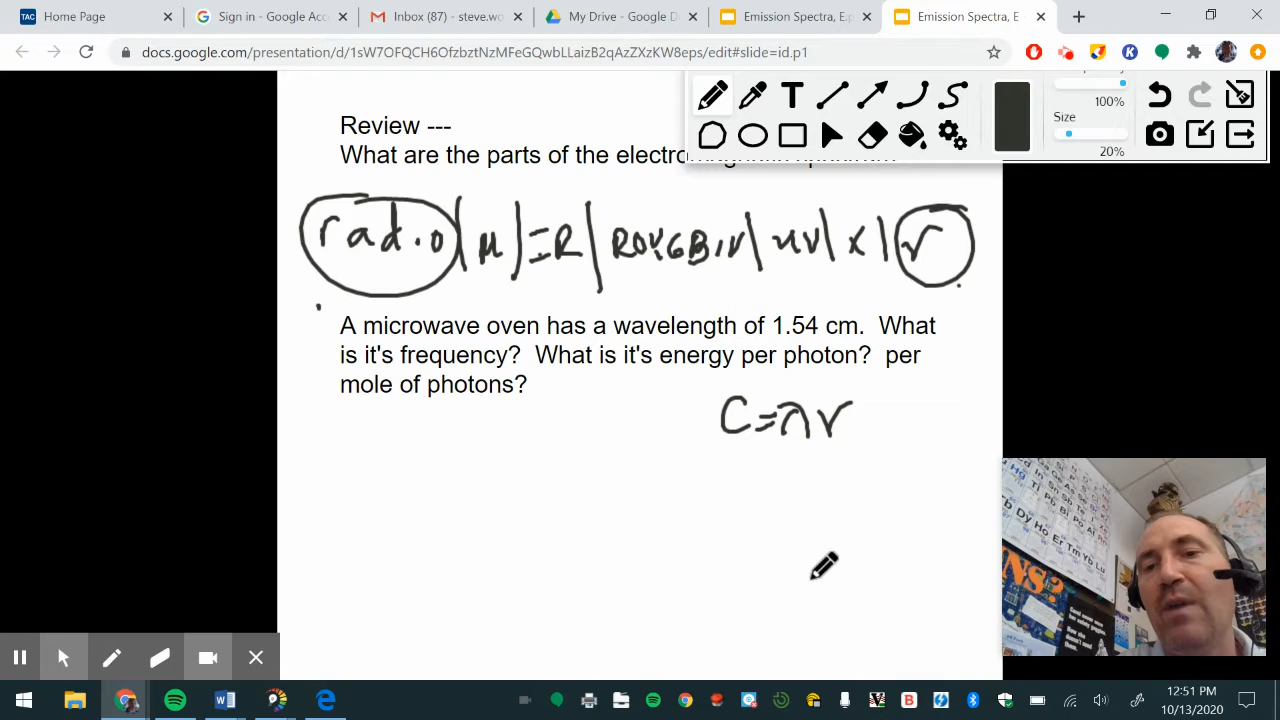 Home Page
Sign in - Google Acc
Inbox (87) - steve.wo
My Drive - Google D
Emission Spectra, E.p
Emission Spectra, E
docs.google.com/presentation/d/1sW7OFQCH6OfzbztNzMFeGQwbLLaizB2qAzZXzKW8eps/edit#slide=id.p1
100%
Size
20%
Review ---
What are the parts of the electro
radio | M | IR | ROYGBIV | UV | X | γ
A microwave oven has a wavelength of 1.54 cm. What
is it's frequency? What is it's energy per photon? per
mole of photons?
C=λν
12:51 PM
10/13/2020